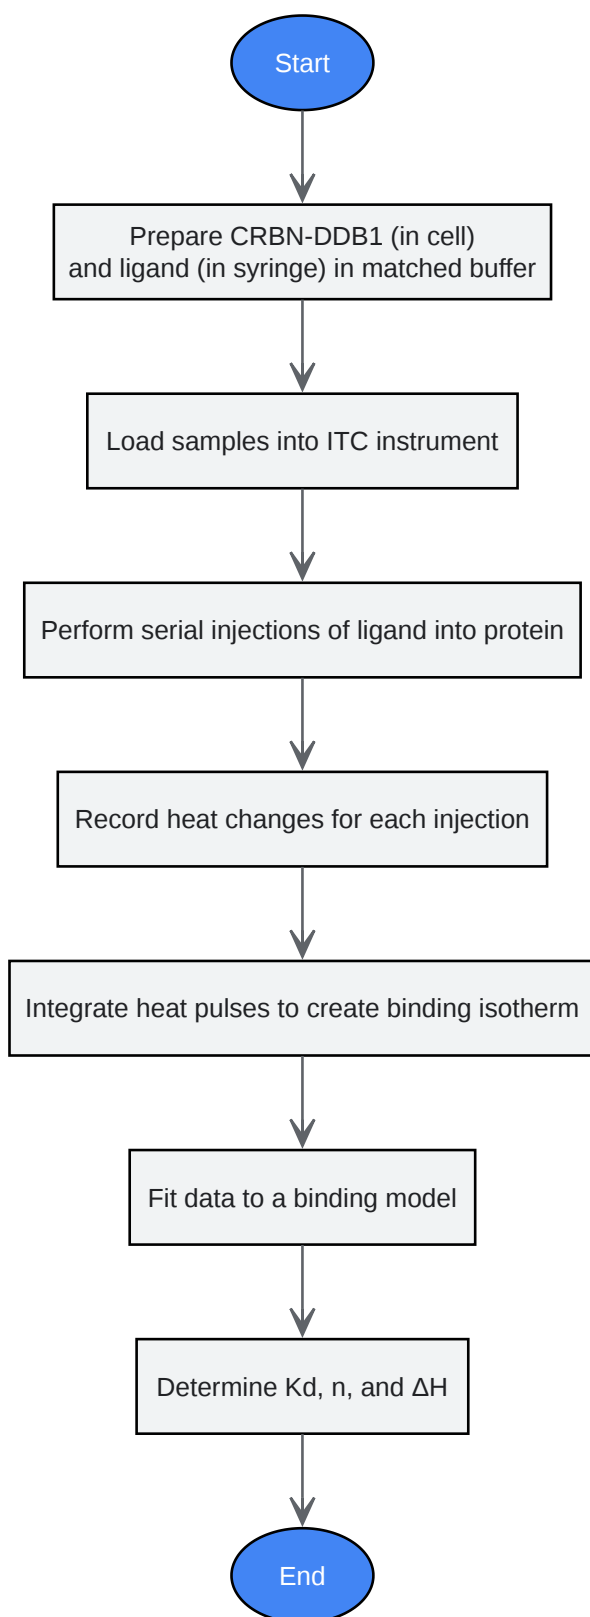 Start
Prepare CRBN-DDB1 (in cell)
and ligand (in syringe) in matched buffer
Load samples into ITC instrument
Perform serial injections of ligand into protein
Record heat changes for each injection
Integrate heat pulses to create binding isotherm
Fit data to a binding model
Determine Kd, n, and ΔH
End